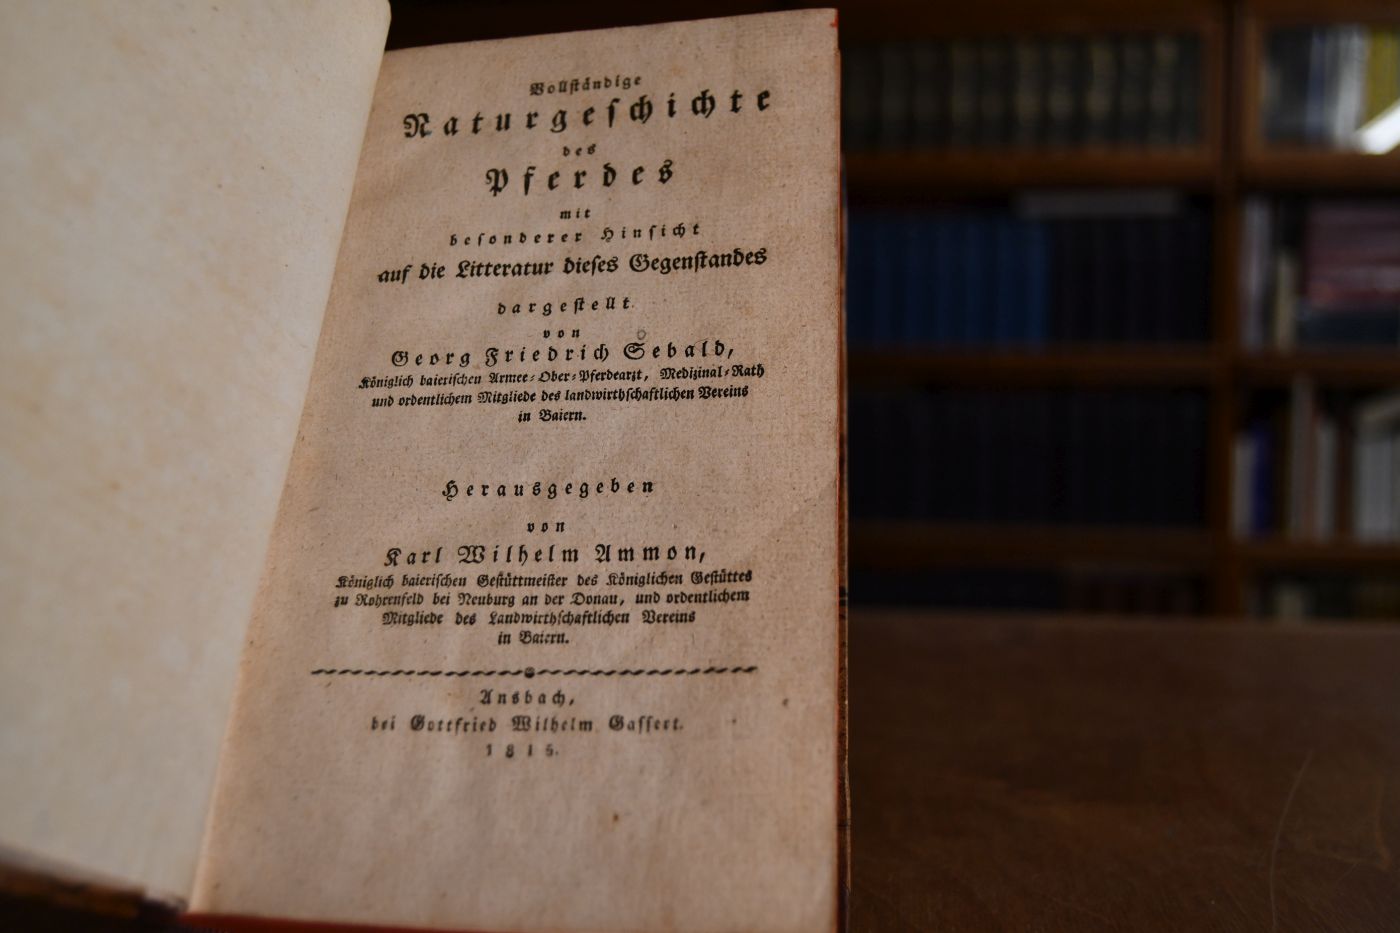 Vollständige
Naturgeschichte
des
Pferdes
mit
besonderer Hinsicht
auf die Litteratur dieses Gegenstandes
dargestellt
von
Georg Friedrich Sebald,
Königlich baierischen Armee-Ober-Pferdearzt, Medizinal-Rath
und ordentlichem Mitgliede des landwirthschaftlichen Vereins
in Baiern.
Herausgegeben
von
Karl Wilhelm Ammon,
Königlich baierischen Gestüttmeister des Königlichen Gestüttes
zu Rohrenfeld bei Neuburg an der Donau, und ordentlichem
Mitgliede des Landwirthschaftlichen Vereins
in Baiern.
Ansbach,
bei Gottfried Wilhelm Gassert.
1815.